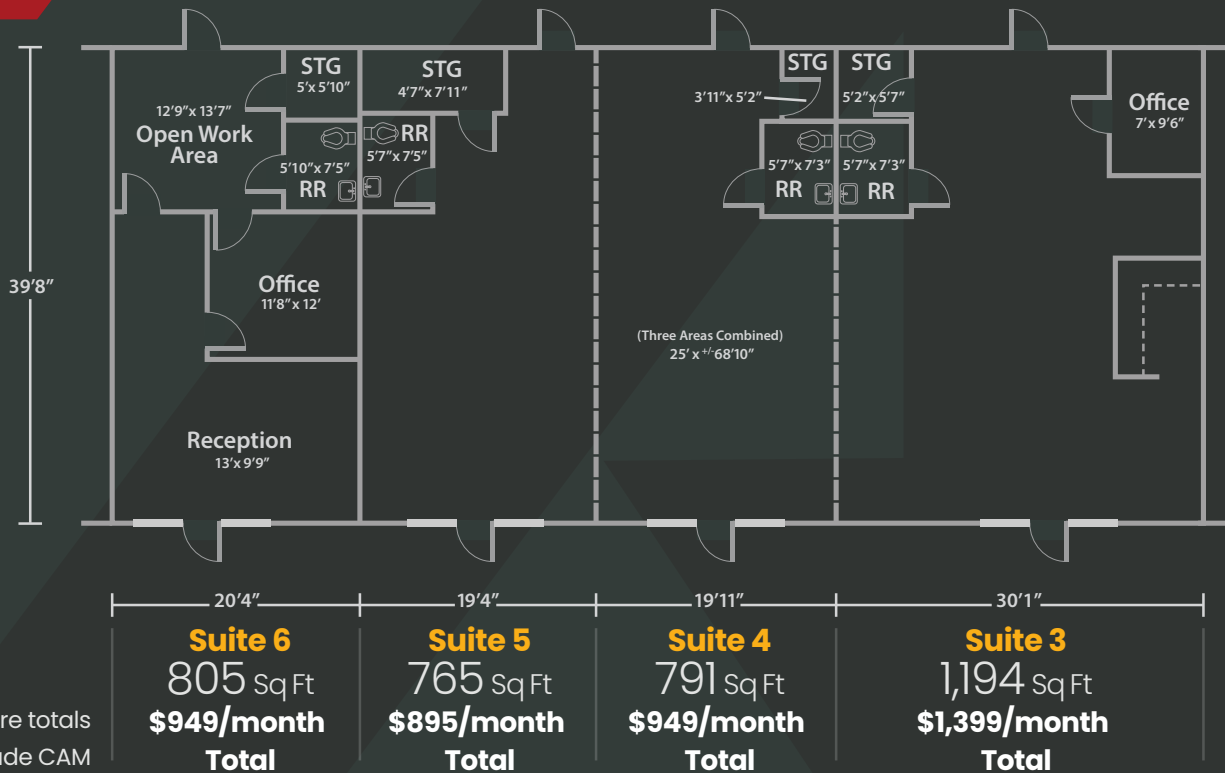 STG
5’x 5’10”
STG
4’7”x 7’11”
STG
3’11”x 5’2”
STG
5’2”x 5’7”
Office
7’x 9’6”
12’9”x 13’7”
Open Work
Area
5’10”x 7’5”
RR
RR
5’7”x 7’5”
5’7”x 7’3”
RR
5’7”x 7’3”
RR
39’8”
Office
11’8”x 12’
(Three Areas Combined)
25’ x +/-68’10”
Reception
13’x 9’9”
20’4”
19’4”
19’11”
30’1”
Suite 6
805 Sq Ft
$949/month
Total
Suite 5
765 Sq Ft
$895/month
Total
Suite 4
791 Sq Ft
$949/month
Total
Suite 3
1,194 Sq Ft
$1,399/month
Total
totals
CAM